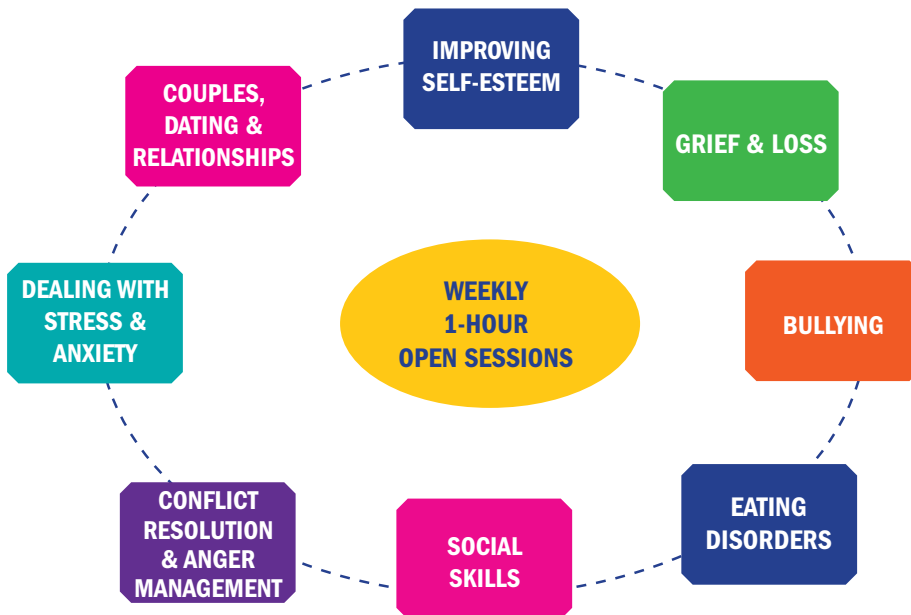 IMPROVING
SELF-ESTEEM
COUPLES,
DATING &
RELATIONSHIPS
GRIEF & LOSS
DEALING WITH
STRESS &
ANXIETY
WEEKLY
1-HOUR
OPEN SESSIONS
BULLYING
CONFLICT
RESOLUTION
& ANGER
MANAGEMENT
SOCIAL
SKILLS
EATING
DISORDERS